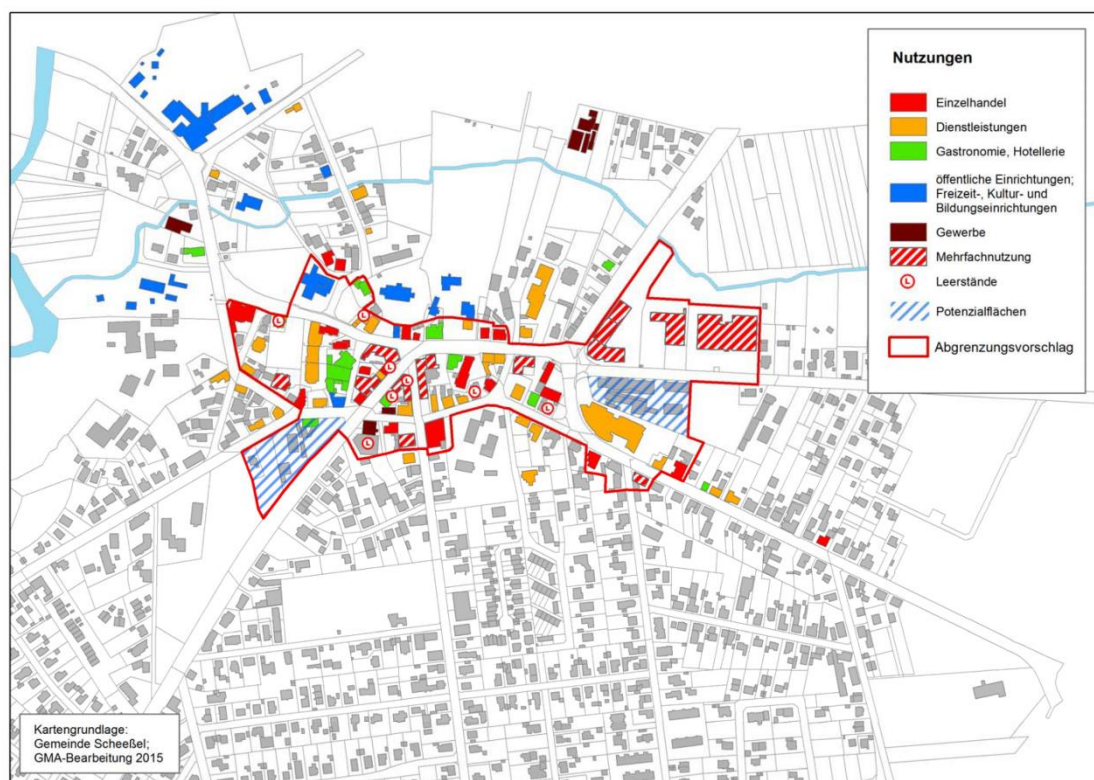 Nutzungen
Einzelhandel
Dienstleistungen
Gastronomie, Hotellerie
öffentliche Einrichtungen;
Freizeit-, Kultur- und
Bildungseinrichtungen
Gewerbe
Mehrfachnutzung
L Leerstände
Potenzialflächen
Abgrenzungsvorschlag
L
L
L
L
L
L
L
L
Kartengrundlage:
Gemeinde Scheeßel;
GMA-Bearbeitung 2015